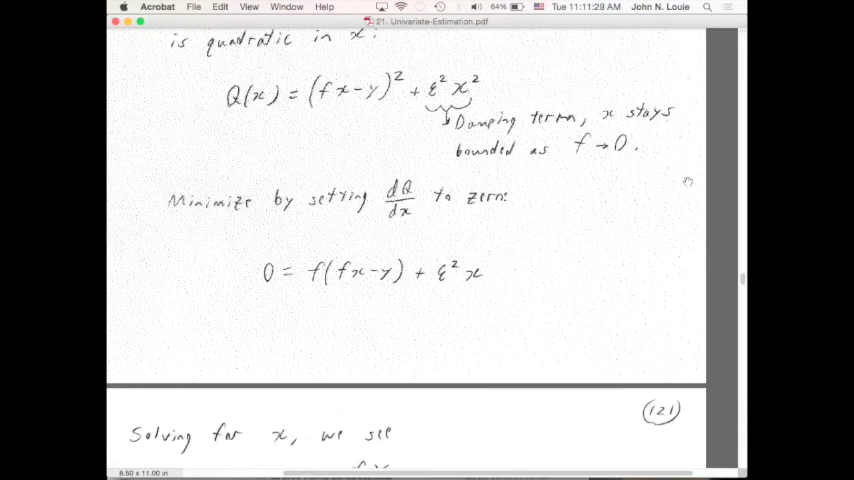 Acrobat File Edit View Window Help 64% Tue 11:11:29 AM John N. Louie
21. Univariate-Estimation.pdf
is quadratic in x:
Q(x) = (fx-y)² + ε²x²
Damping term, x stays
bounded as f→0.
Minimize by setting dQ/dx to zero:
0 = f(fx-y) + ε²x
(121)
Solving for x, we see
8.50 x 11.00 in